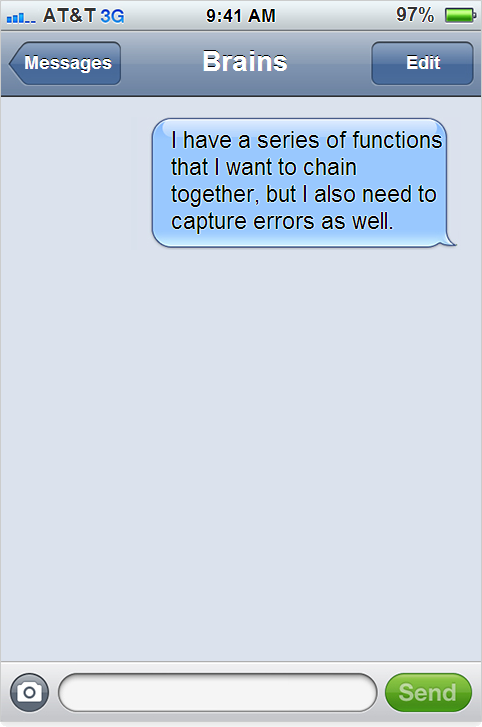 AT&T 3G 9:41 AM 97%
Messages Brains Edit
I have a series of functions
that I want to chain
together, but I also need to
capture errors as well.
Send